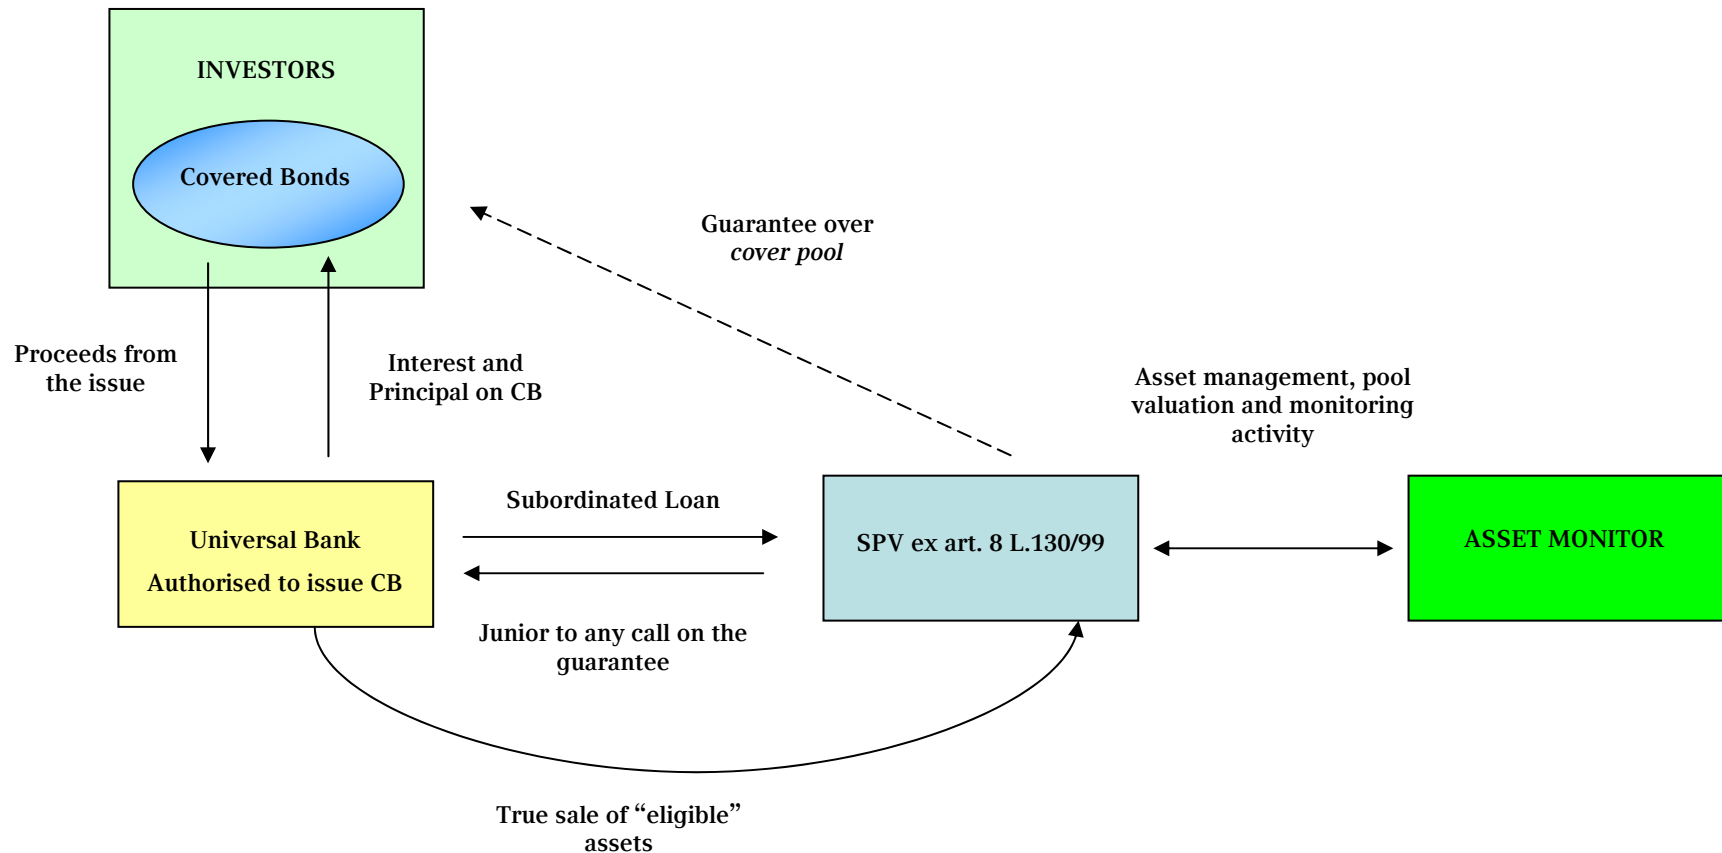 INVESTORS
Covered Bonds
Guarantee over
cover pool
Proceeds from
the issue
Interest and
Principal on CB
Asset management, pool
valuation and monitoring
activity
Universal Bank
Authorised to issue CB
Subordinated Loan
SPV ex art. 8 L.130/99
ASSET MONITOR
Junior to any call on the
guarantee
True sale of “eligible”
assets